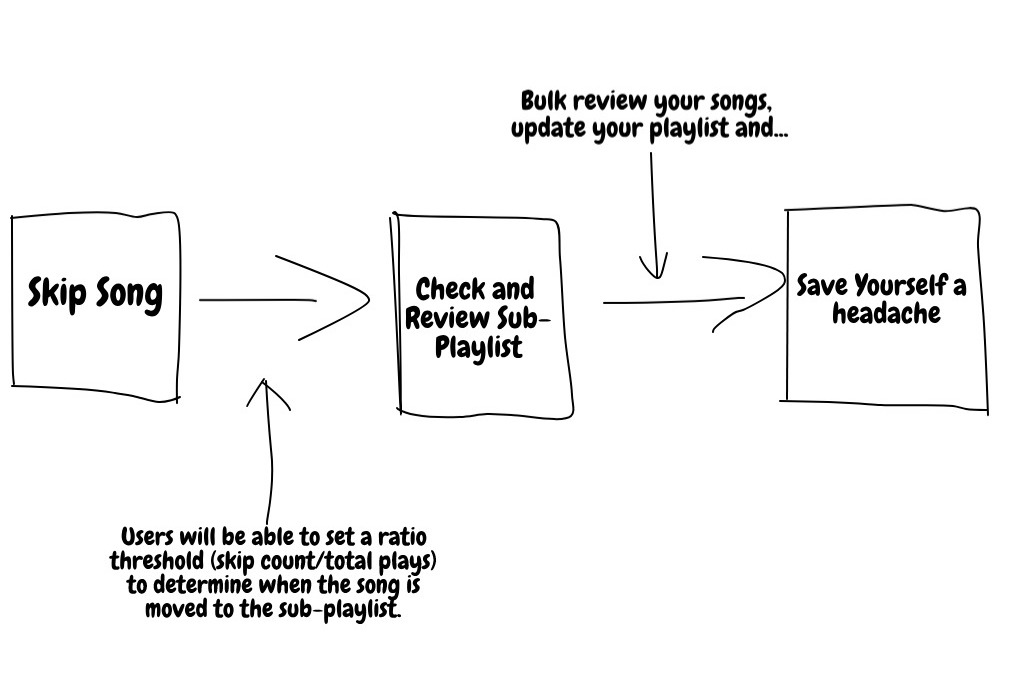 Bulk review your songs,
update your playlist and...
Skip Song
Check and
Review Sub-
Playlist
Save Yourself a
headache
Users will be able to set a ratio
threshold (skip count/total plays)
to determine when the song is
moved to the sub-playlist.